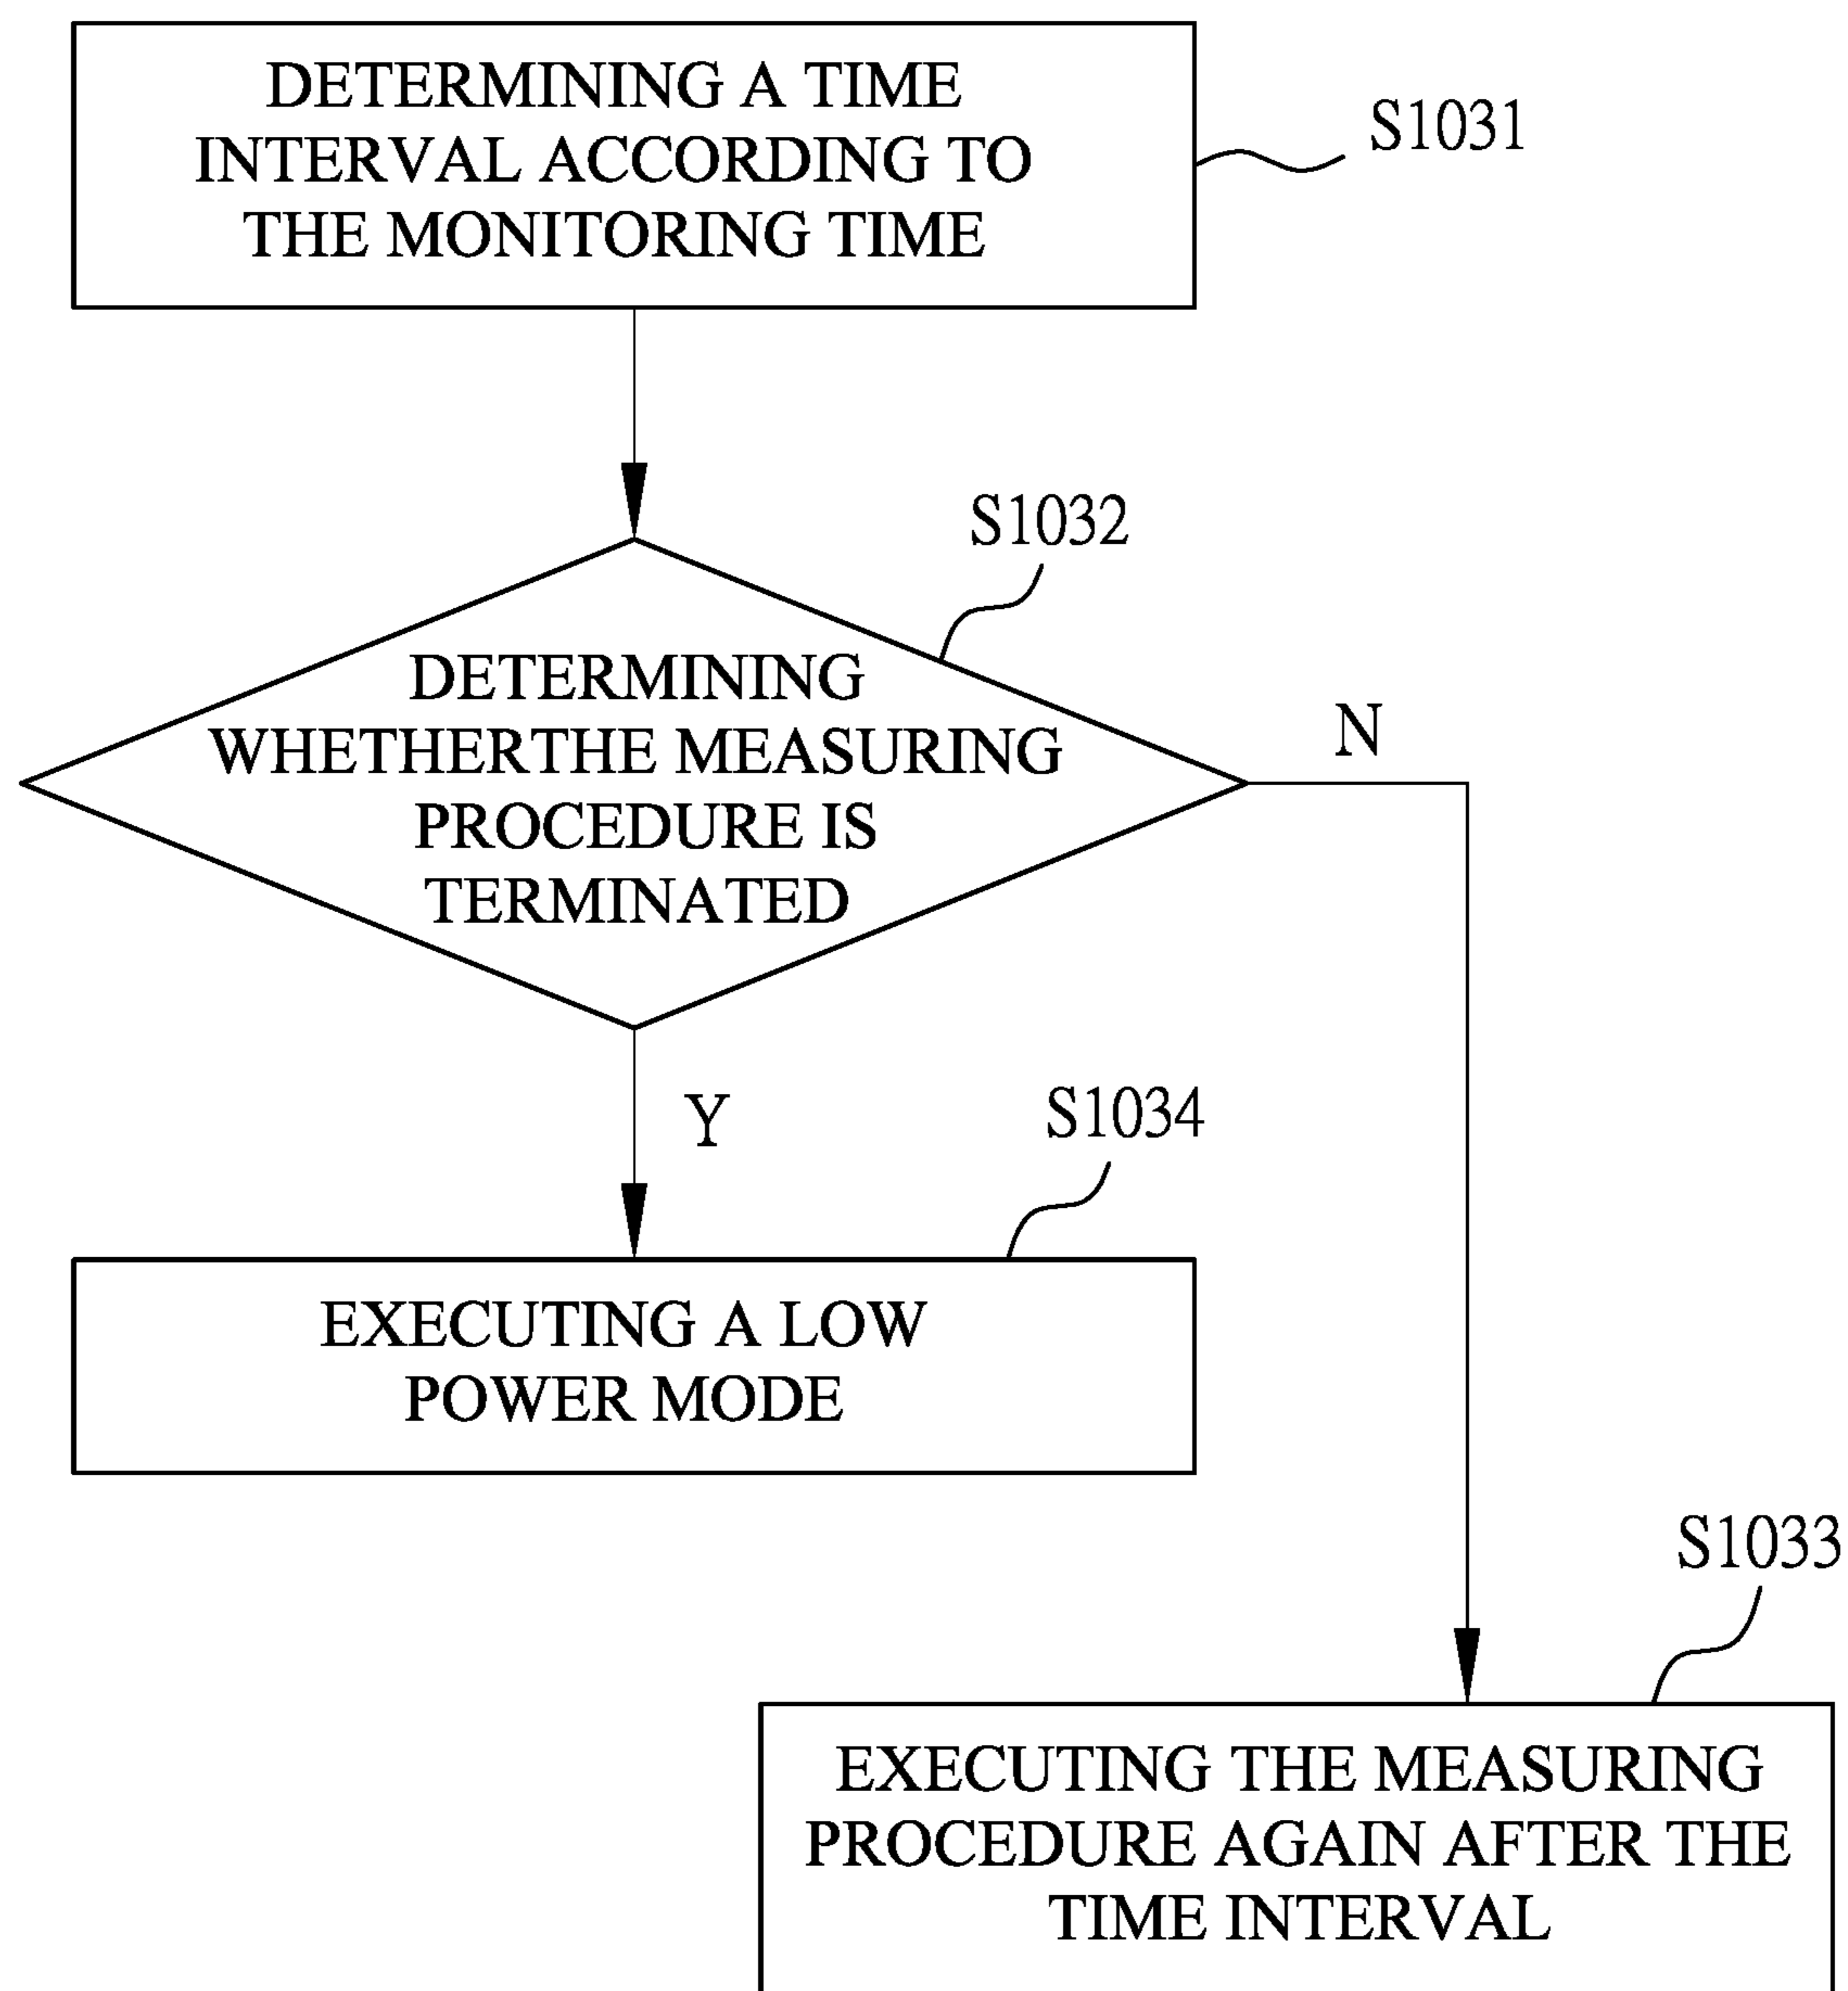 DETERMINING A TIME
INTERVAL ACCORDING TO
THE MONITORING TIME
S1031
S1032
DETERMINING
WHETHERTHE MEASURING
PROCEDURE IS
TERMINATED
N
Y
S1034
EXECUTING A LOW
POWER MODE
S1033
EXECUTING THE MEASURING
PROCEDURE AGAIN AFTER THE
TIME INTERVAL